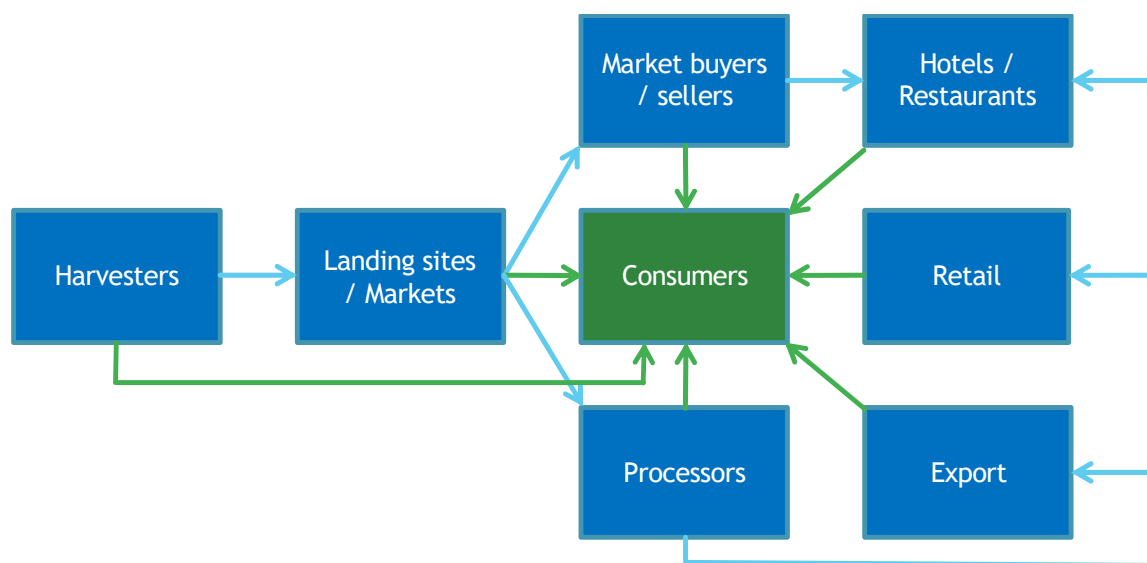 Market buyers
/ sellers
Hotels /
Restaurants
Harvesters
Landing sites
/ Markets
Consumers
Retail
Processors
Export